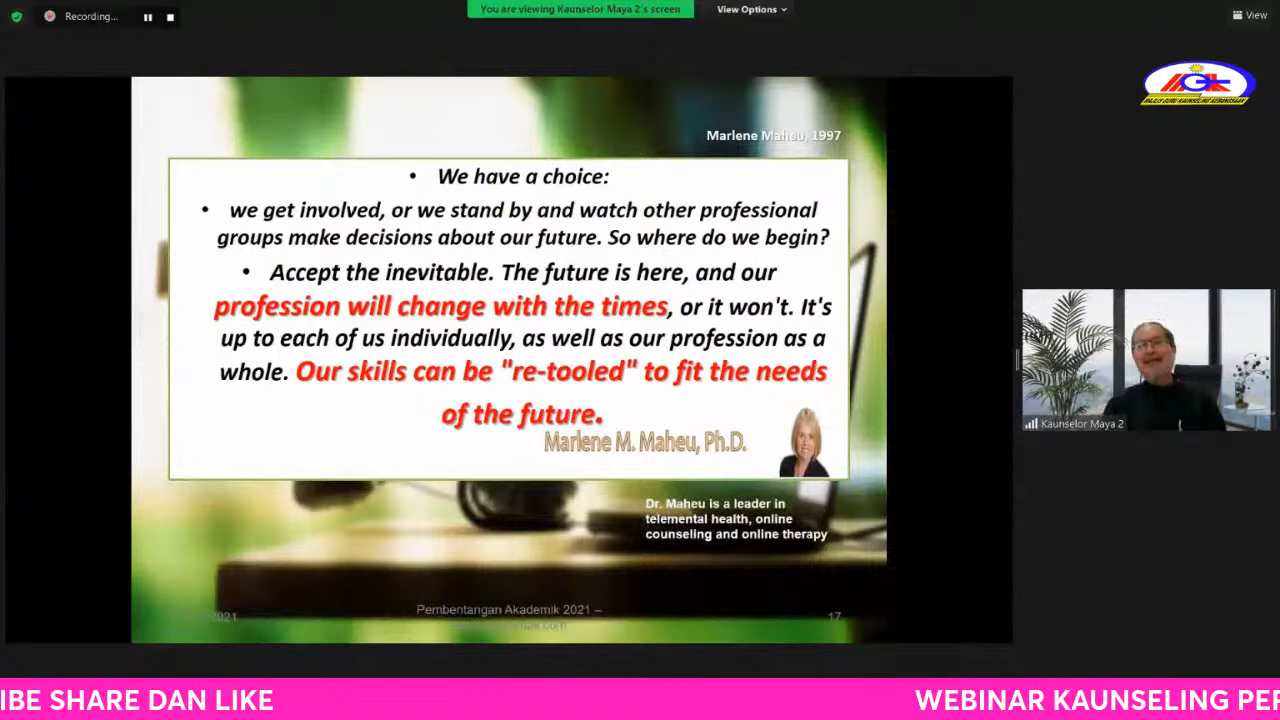 Recording...
You are viewing Kaunselor Maya 2's screen
View Options
View
Marlene Maheu, 1997
• We have a choice:
• we get involved, or we stand by and watch other professional
groups make decisions about our future. So where do we begin?
• Accept the inevitable. The future is here, and our
profession will change with the times, or it won't. It's
up to each of us individually, as well as our profession as a
whole. Our skills can be "re-tooled" to fit the needs
of the future.
Marlene M. Maheu, Ph.D.
Dr. Maheu is a leader in
telemental health, online
counseling and online therapy
2021
Pembentangan Akademik 2021 –
17
Kaunselor Maya 2
IBE SHARE DAN LIKE
WEBINAR KAUNSELING PER